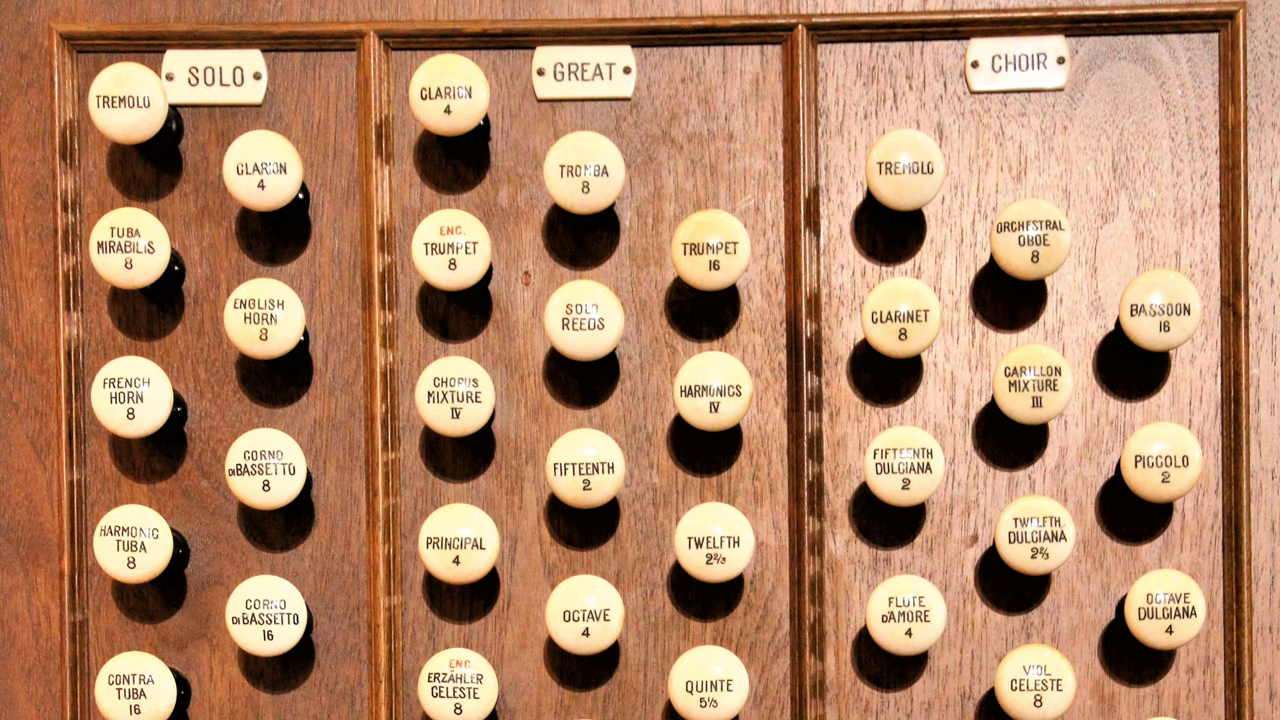 SOLO
TREMOLO
CLARION
4
TUBA
MIRABILIS
8
ENGLISH
HORN
8
FRENCH
HORN
8
CORNO
DI BASSETTO
8
HARMONIC
TUBA
8
CORNO
DI BASSETTO
16
CONTRA
TUBA
16
GREAT
CLARION
4
TROMBA
8
ENG.
TRUMPET
8
TRUMPET
16
SOLO
REEDS
CHORUS
MIXTURE
IV
HARMONICS
IV
FIFTEENTH
2
PRINCIPAL
4
TWELFTH
2⅔
OCTAVE
4
ENG.
ERZÄHLER
CELESTE
8
QUINTE
5⅓
CHOIR
TREMOLO
ORCHESTRAL
OBOE
8
BASSOON
16
CLARINET
8
CARILLON
MIXTURE
III
FIFTEENTH
DULCIANA
2
PICCOLO
2
TWELFTH
DULCIANA
2⅔
FLUTE
D'AMORE
4
OCTAVE
DULCIANA
4
VIOL
CELESTE
8